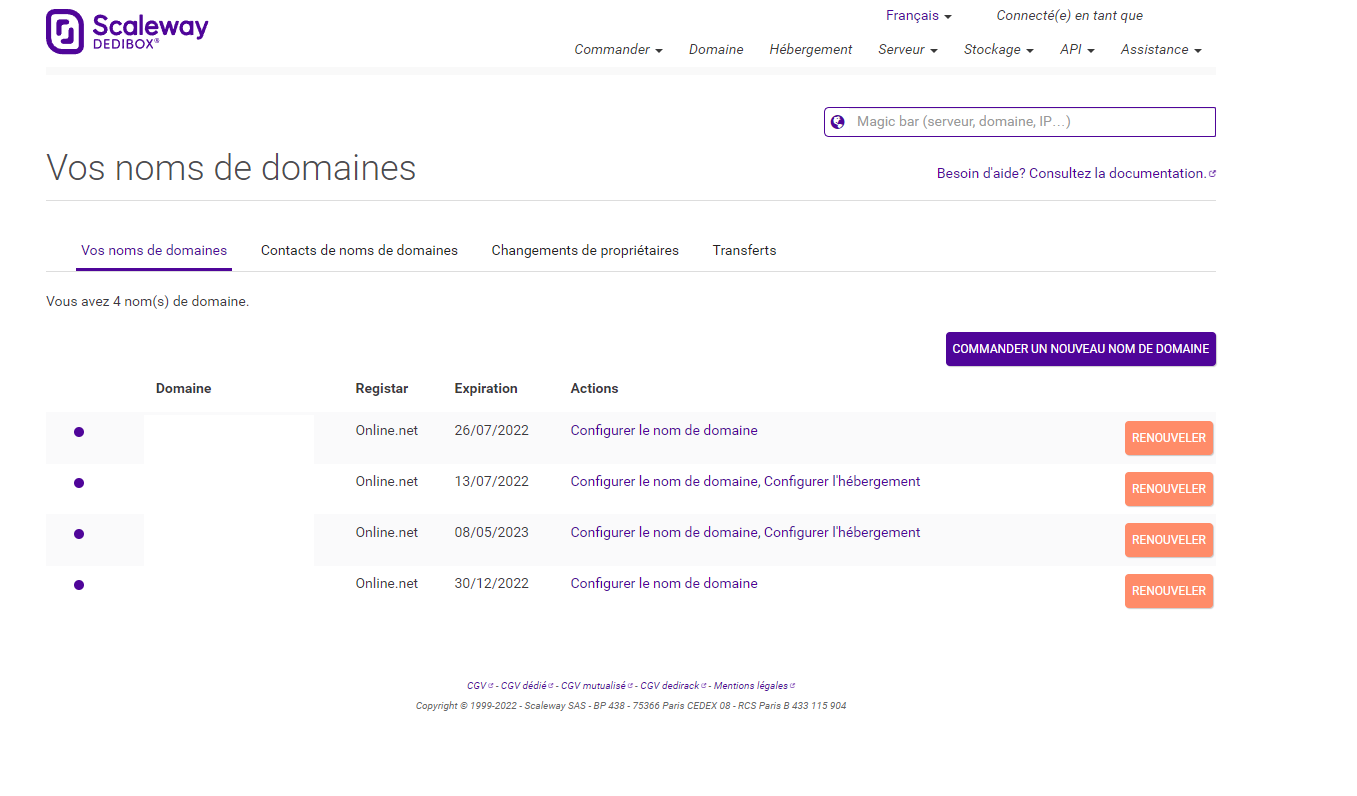 Scaleway
DEDIBOX®
Français Connecté(e) en tant que
Commander Domaine Hébergement Serveur Stockage API Assistance
Magic bar (serveur, domaine, IP…)
Vos noms de domaines
Besoin d'aide? Consultez la documentation.
Vos noms de domaines Contacts de noms de domaines Changements de propriétaires Transferts
Vous avez 4 nom(s) de domaine.
COMMANDER UN NOUVEAU NOM DE DOMAINE
Domaine Registar Expiration Actions
Online.net 26/07/2022 Configurer le nom de domaine RENOUVELER
Online.net 13/07/2022 Configurer le nom de domaine, Configurer l'hébergement RENOUVELER
Online.net 08/05/2023 Configurer le nom de domaine, Configurer l'hébergement RENOUVELER
Online.net 30/12/2022 Configurer le nom de domaine RENOUVELER
CGV - CGV dédié - CGV mutualisé - CGV dedirack - Mentions légales
Copyright © 1999-2022 - Scaleway SAS - BP 438 - 75366 Paris CEDEX 08 - RCS Paris B 433 115 904